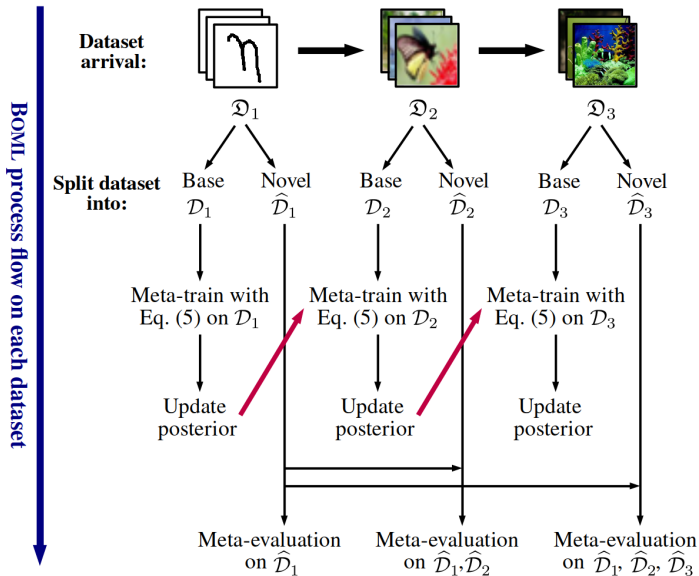 Dataset
arrival:
𝔇₁ 𝔇₂ 𝔇₃
BOML process flow on each dataset
Split dataset
into:
Base Novel Base Novel Base Novel
𝒟₁ 𝒟̂₁ 𝒟₂ 𝒟̂₂ 𝒟₃ 𝒟̂₃
Meta-train with Meta-train with Meta-train with
Eq. (5) on 𝒟₁ Eq. (5) on 𝒟₂ Eq. (5) on 𝒟₃
Update Update Update
posterior posterior posterior
Meta-evaluation Meta-evaluation Meta-evaluation
on 𝒟̂₁ on 𝒟̂₁,𝒟̂₂ on 𝒟̂₁, 𝒟̂₂, 𝒟̂₃